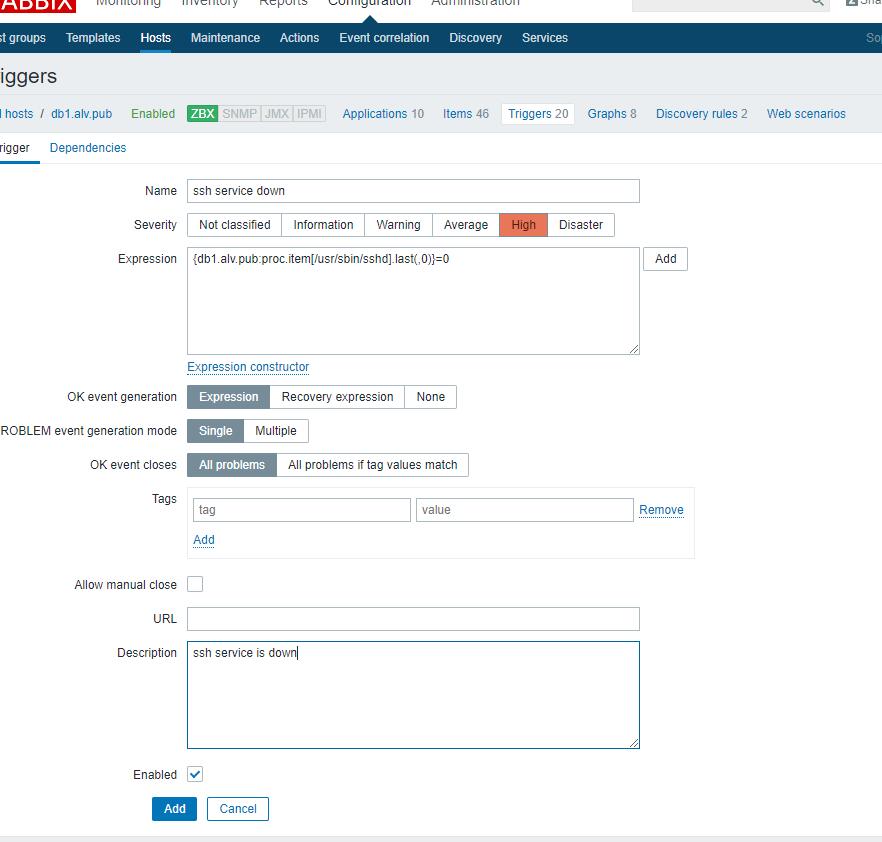 ABBIX Monitoring Inventory Reports Configuration Administration
st groups Templates Hosts Maintenance Actions Event correlation Discovery Services So
iggers
l hosts / db1.alv.pub Enabled ZBX SNMP JMX IPMI Applications 10 Items 46 Triggers 20 Graphs 8 Discovery rules 2 Web scenarios
rigger Dependencies
Name ssh service down
Severity Not classified Information Warning Average High Disaster
Expression {db1.alv.pub:proc.item[/usr/sbin/sshd].last(,0)}=0 Add
Expression constructor
OK event generation Expression Recovery expression None
ROBLEM event generation mode Single Multiple
OK event closes All problems All problems if tag values match
Tags tag value Remove
Add
Allow manual close
URL
Description ssh service is down
Enabled
Add Cancel